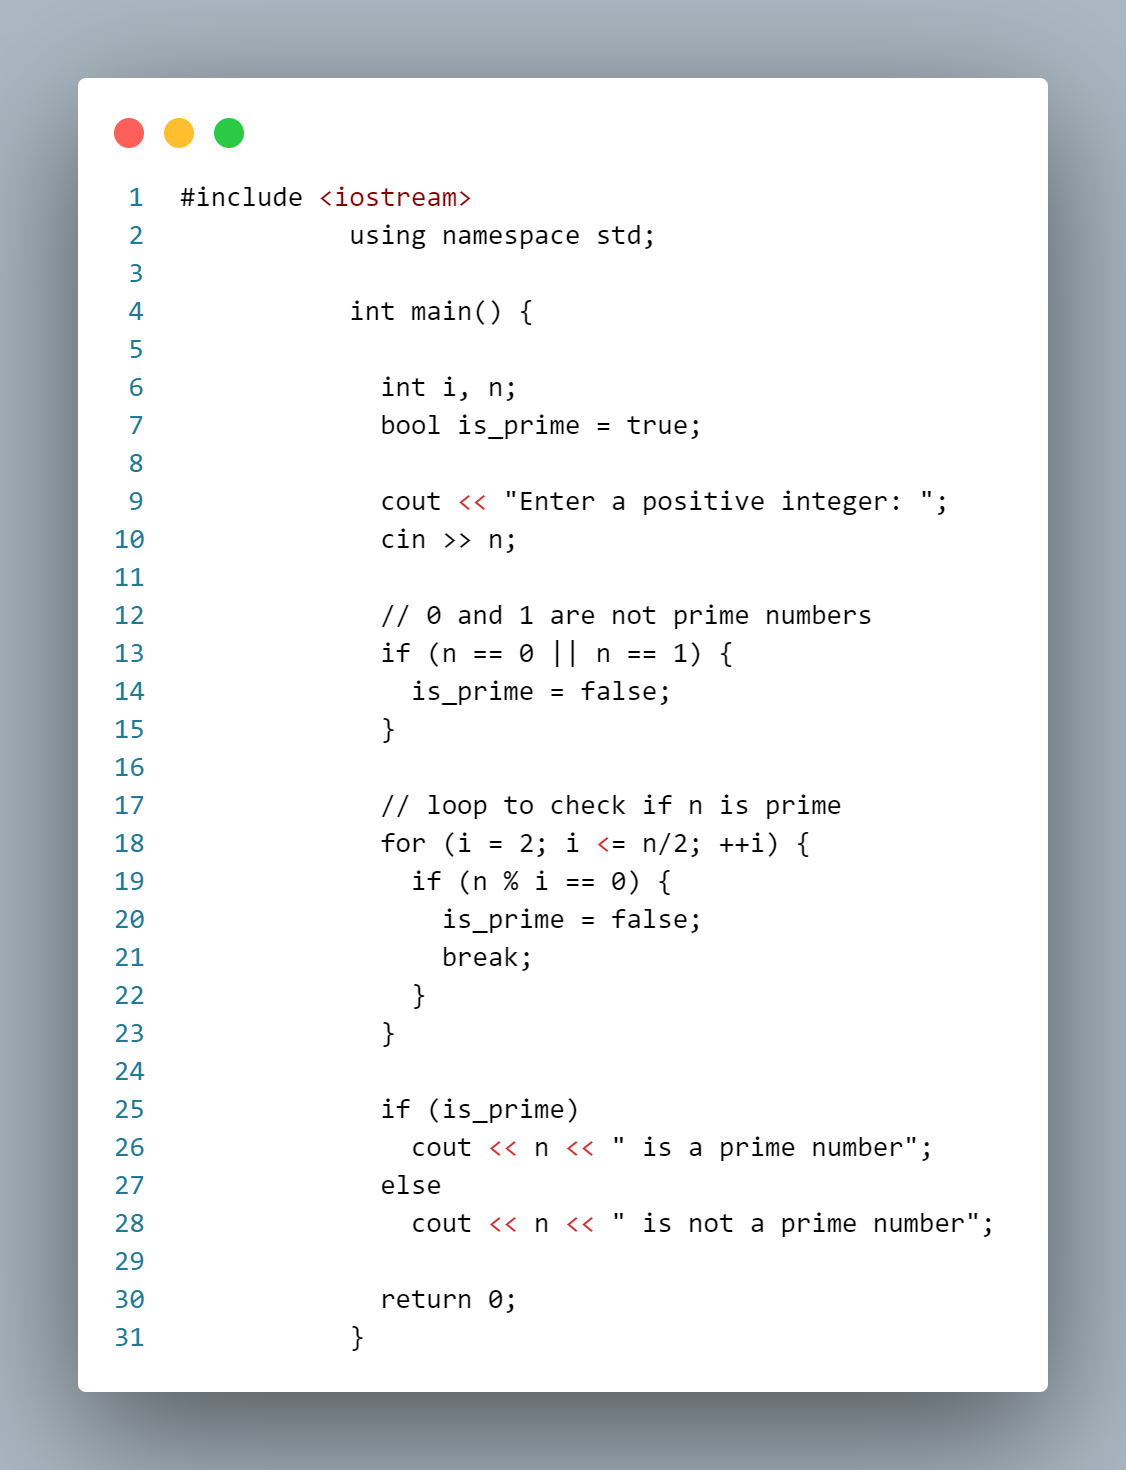 1 #include <iostream>
2 using namespace std;
3
4 int main() {
5
6 int i, n;
7 bool is_prime = true;
8
9 cout << "Enter a positive integer: ";
10 cin >> n;
11
12 // 0 and 1 are not prime numbers
13 if (n == 0 || n == 1) {
14 is_prime = false;
15 }
16
17 // loop to check if n is prime
18 for (i = 2; i <= n/2; ++i) {
19 if (n % i == 0) {
20 is_prime = false;
21 break;
22 }
23 }
24
25 if (is_prime)
26 cout << n << " is a prime number";
27 else
28 cout << n << " is not a prime number";
29
30 return 0;
31 }